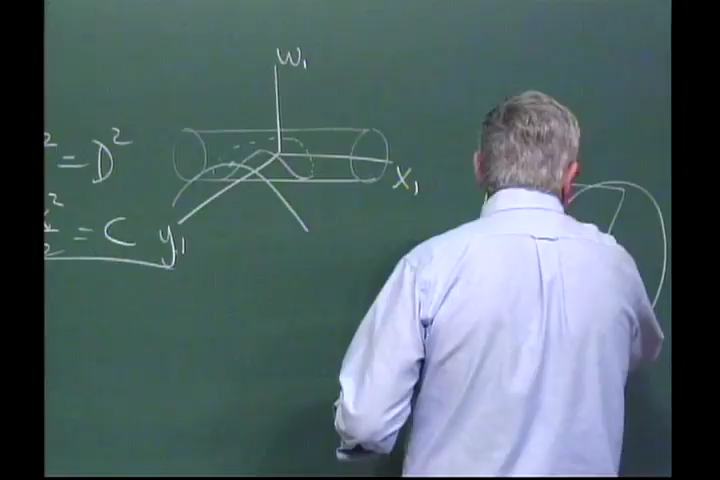 W₁
² = D²
² = C
y₁
x₁